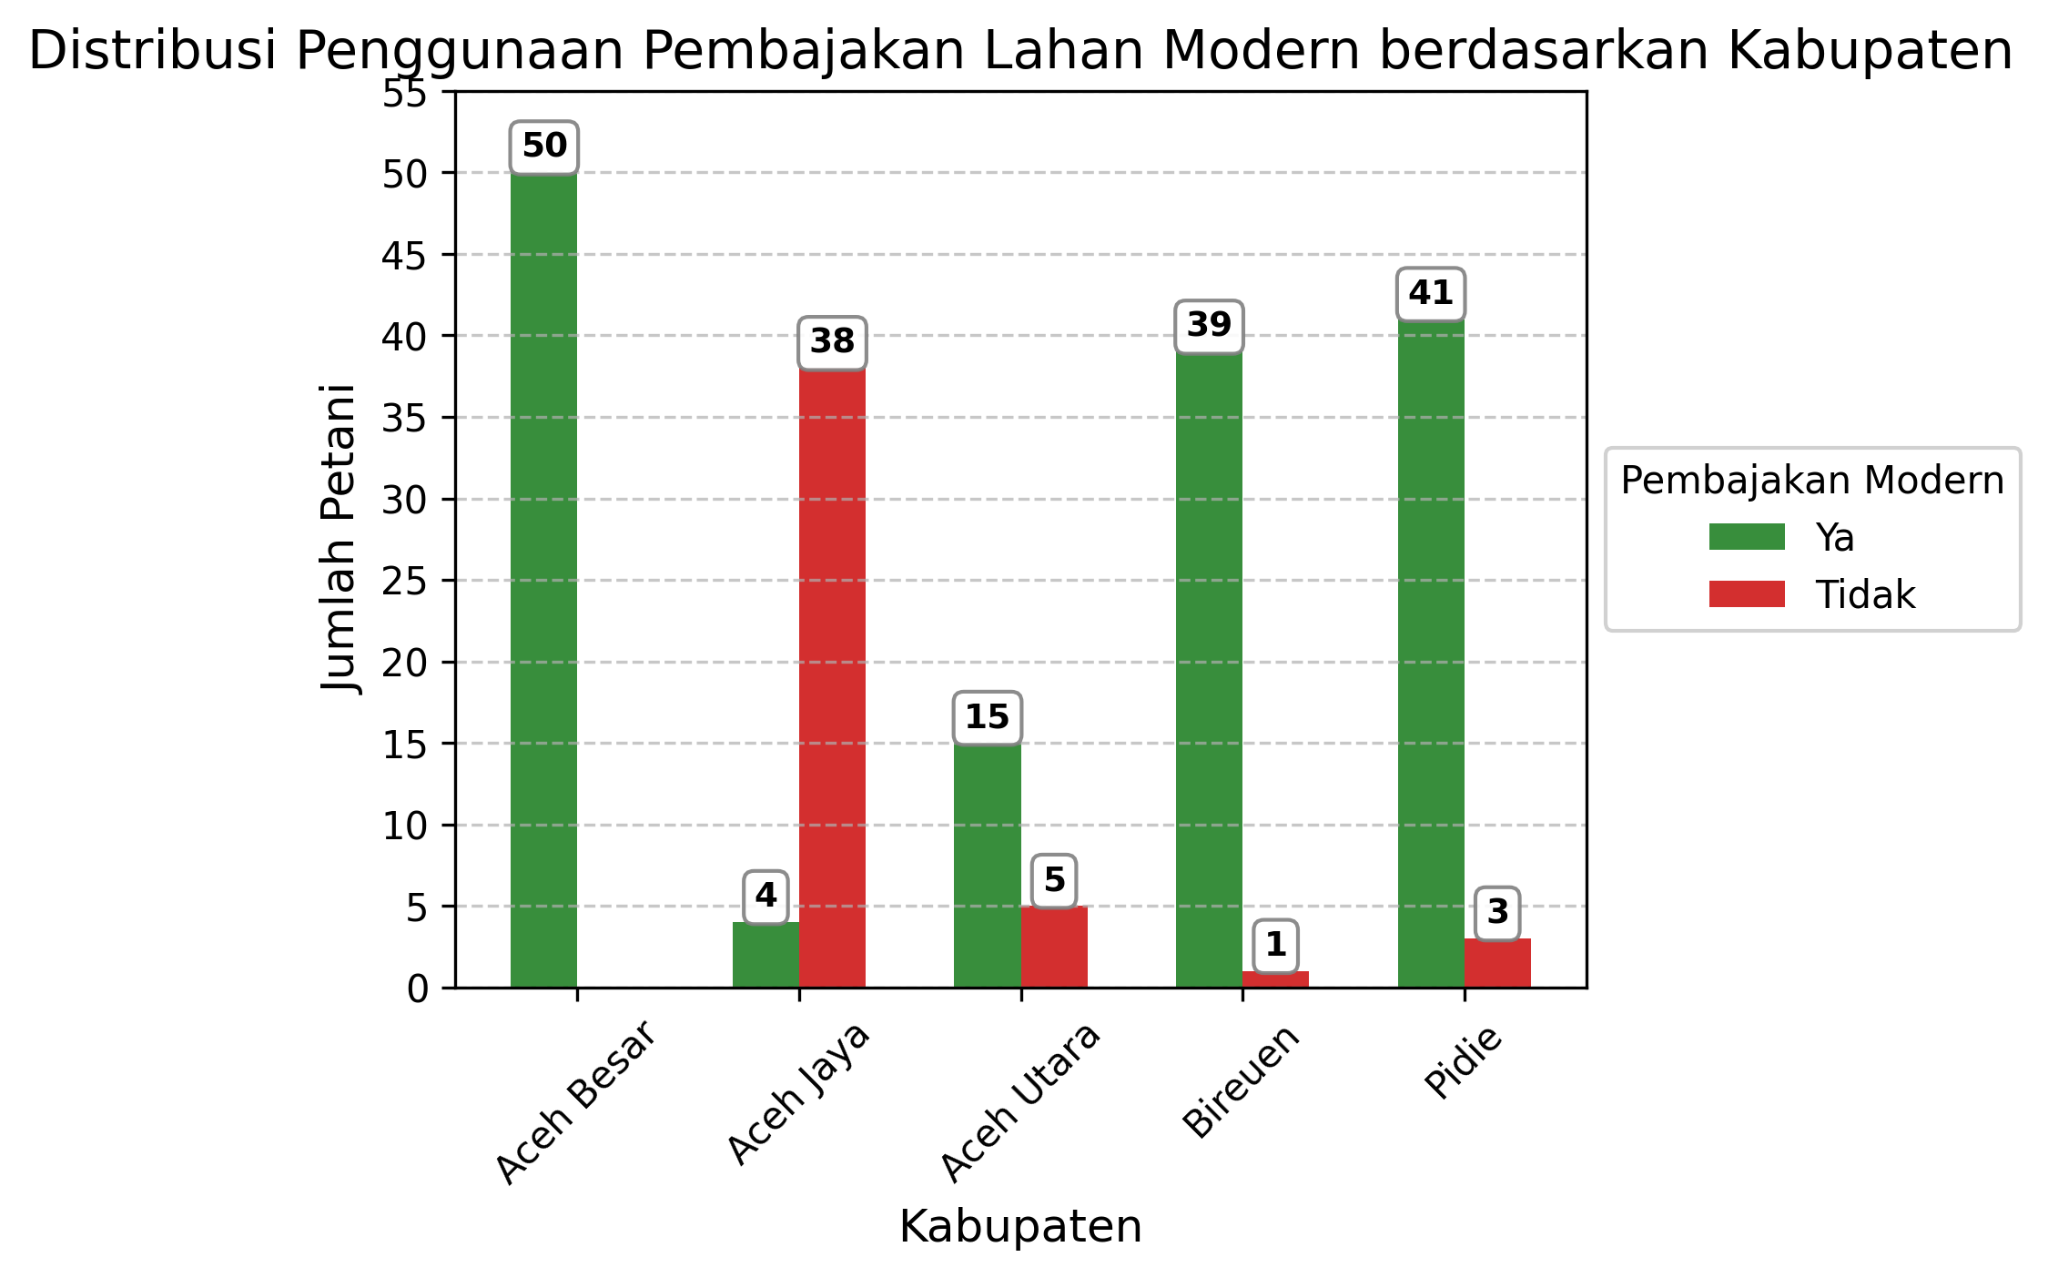 Distribusi Penggunaan Pembajakan Lahan Modern berdasarkan Kabupaten
Jumlah Petani
55
50
45
40
35
30
25
20
15
10
5
0
50
4
38
15
5
39
1
41
3
Aceh Besar
Aceh Jaya
Aceh Utara
Bireuen
Pidie
Kabupaten
Pembajakan Modern
Ya
Tidak